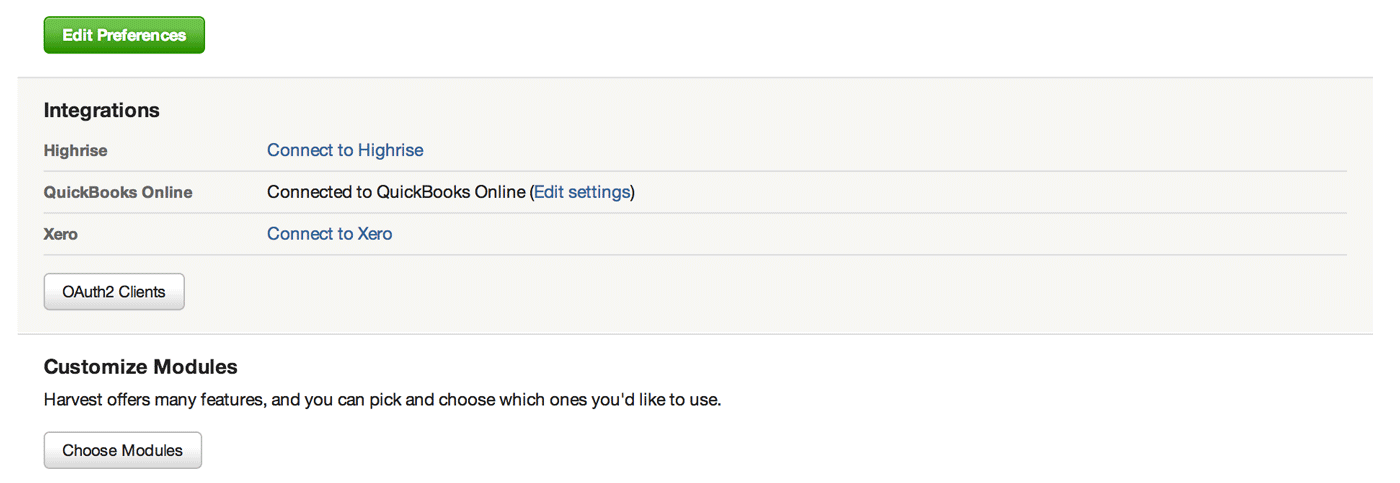 Edit Preferences
Integrations
Highrise Connect to Highrise
QuickBooks Online Connected to QuickBooks Online (Edit settings)
Xero Connect to Xero
OAuth2 Clients
Customize Modules
Harvest offers many features, and you can pick and choose which ones you'd like to use.
Choose Modules